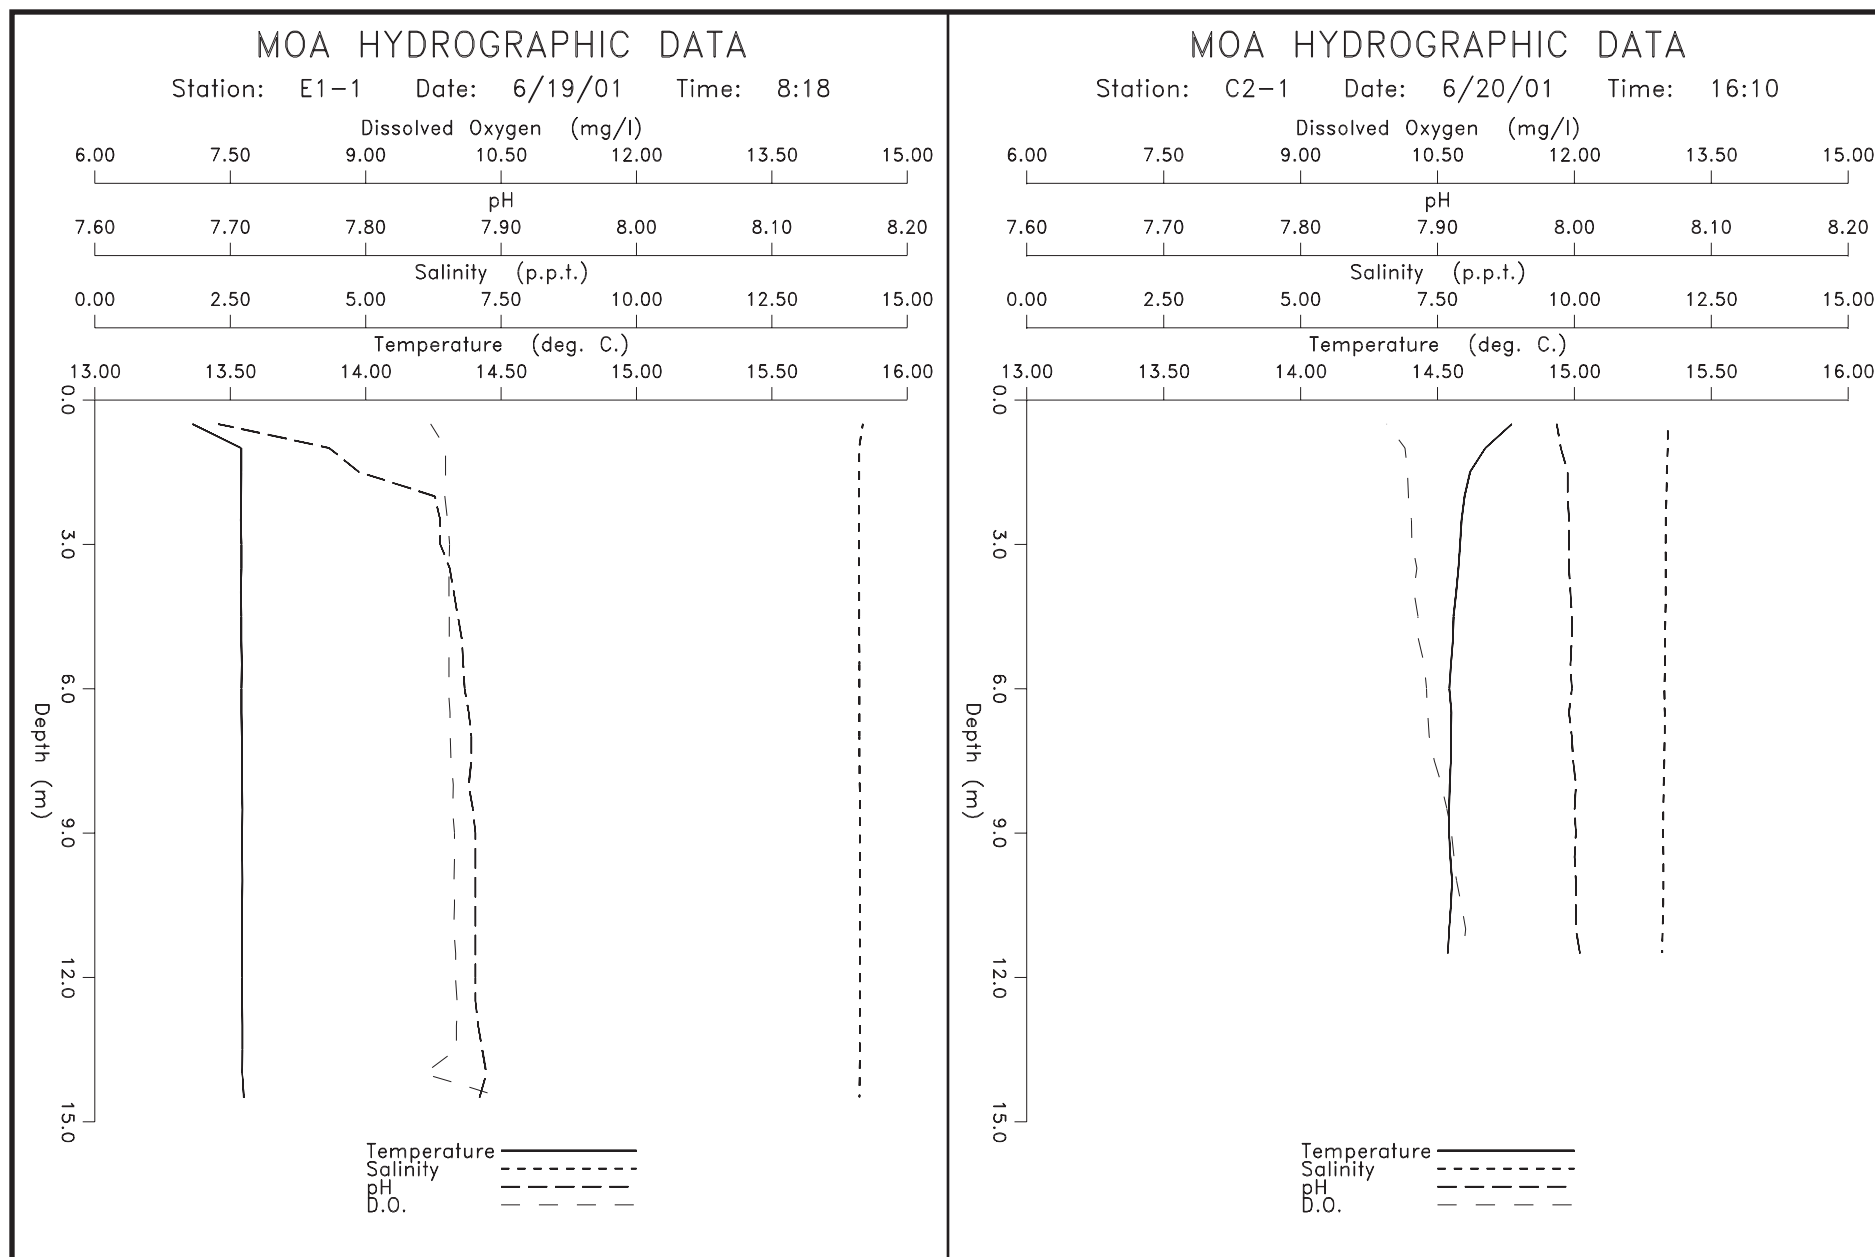 MOA HYDROGRAPHIC DATA
Station: E1-1 Date: 6/19/01 Time: 8:18
Dissolved Oxygen (mg/l)
6.00 7.50 9.00 10.50 12.00 13.50 15.00
pH
7.60 7.70 7.80 7.90 8.00 8.10 8.20
Salinity (p.p.t.)
0.00 2.50 5.00 7.50 10.00 12.50 15.00
Temperature (deg. C.)
13.00 13.50 14.00 14.50 15.00 15.50 16.00
0.0
3.0
6.0
9.0
12.0
15.0
Depth (m)
Temperature
Salinity
pH
D.O.
MOA HYDROGRAPHIC DATA
Station: C2-1 Date: 6/20/01 Time: 16:10
Dissolved Oxygen (mg/l)
6.00 7.50 9.00 10.50 12.00 13.50 15.00
pH
7.60 7.70 7.80 7.90 8.00 8.10 8.20
Salinity (p.p.t.)
0.00 2.50 5.00 7.50 10.00 12.50 15.00
Temperature (deg. C.)
13.00 13.50 14.00 14.50 15.00 15.50 16.00
0.0
3.0
6.0
9.0
12.0
15.0
Depth (m)
Temperature
Salinity
pH
D.O.